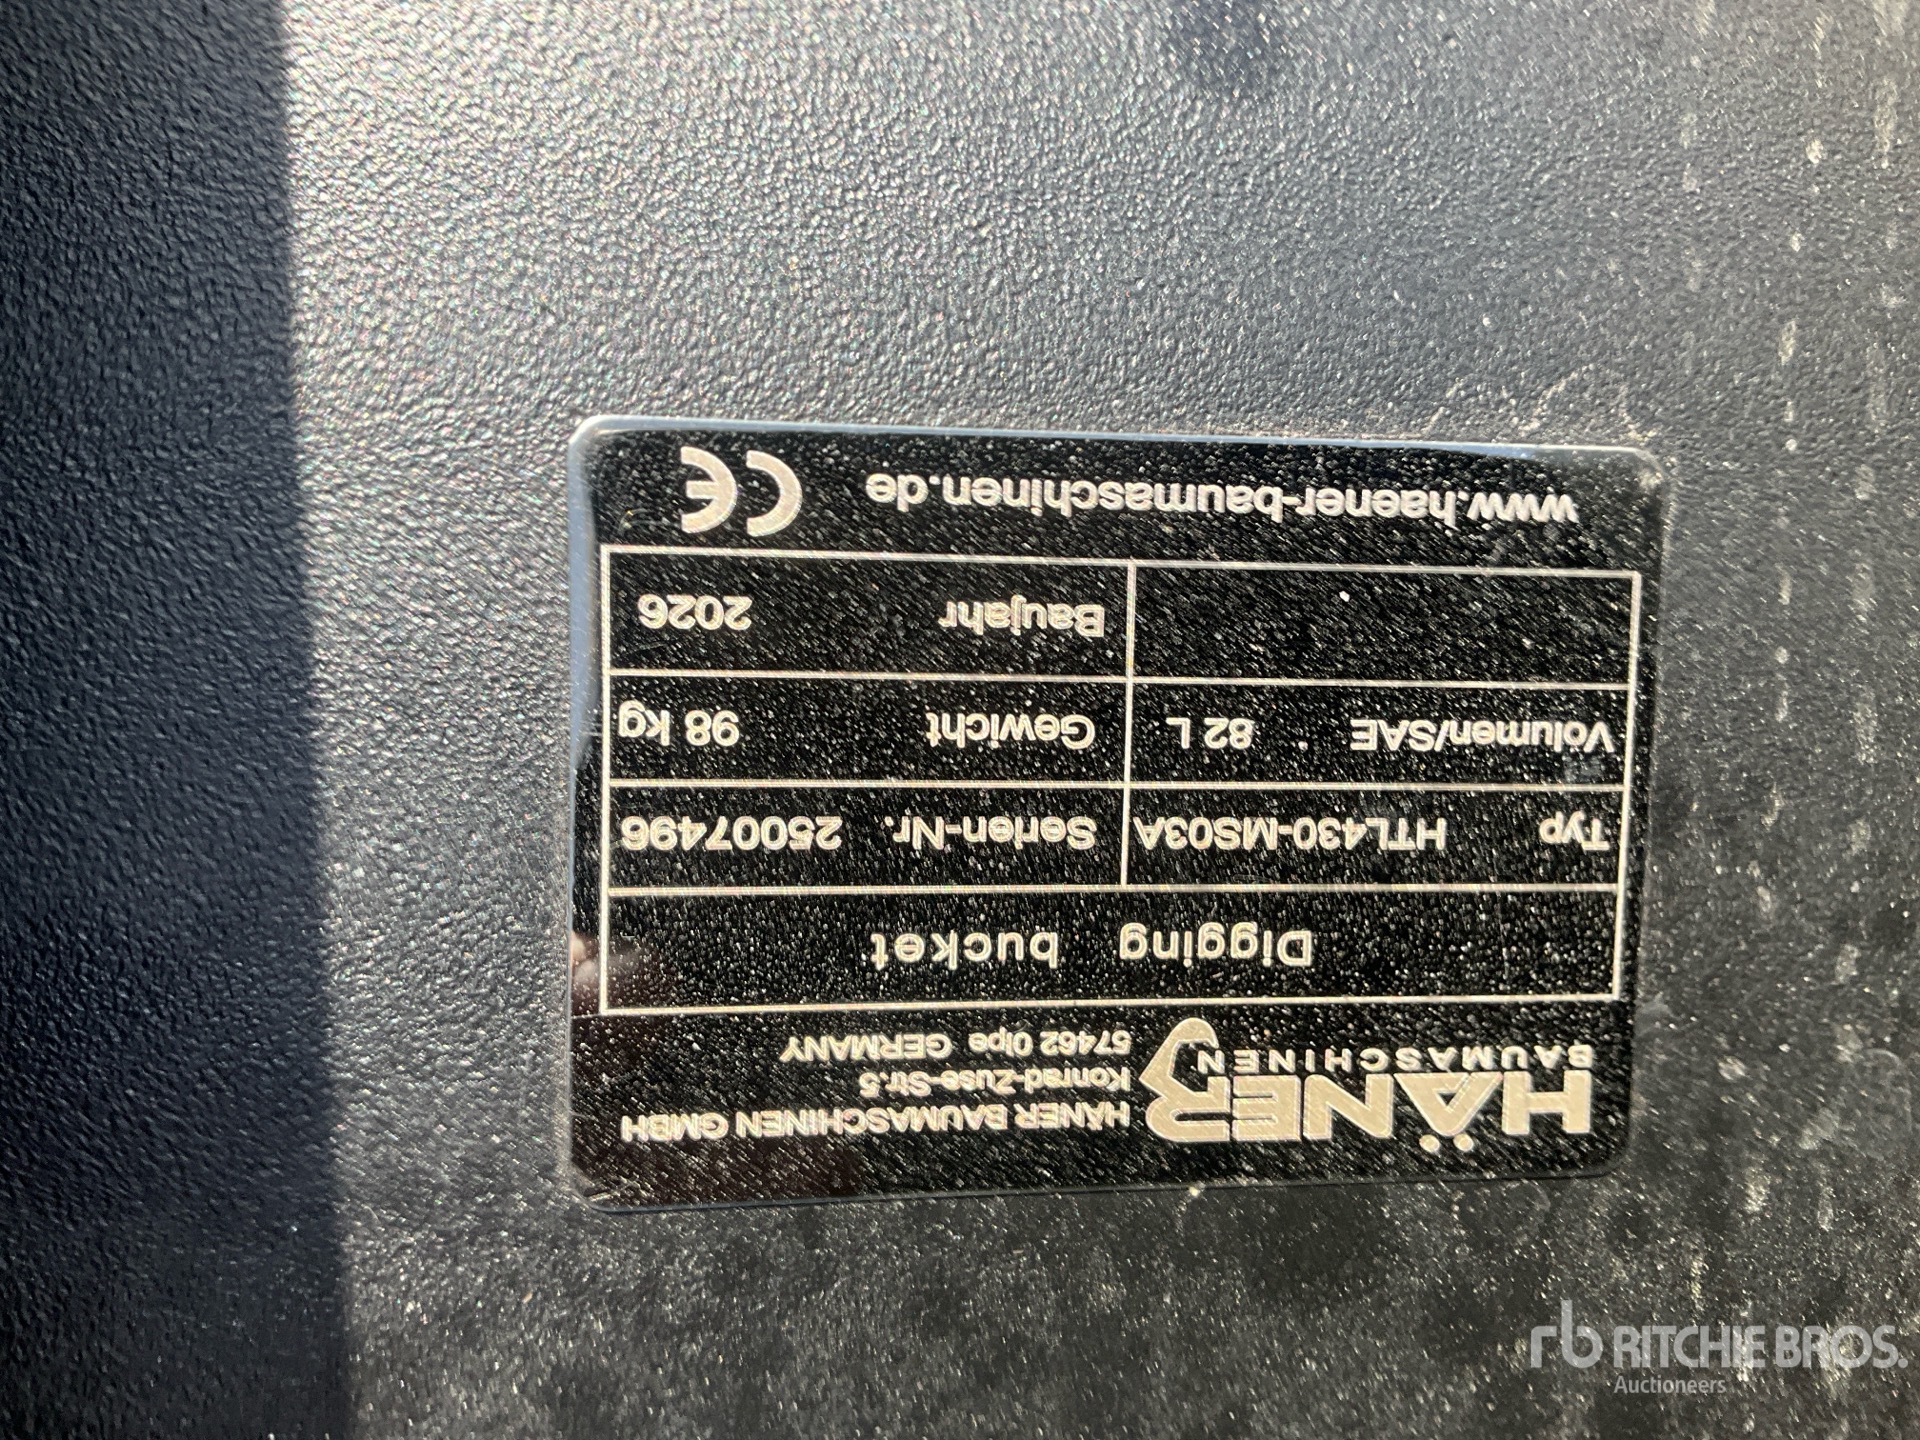 HÄNER
BAUMASCHINEN
HÄNER BAUMASCHINEN GMBH
Konrad-Zuse-Str.5
57462 Olpe GERMANY
Digging bucket
Typ HTL430-MS03A Serien-Nr. 25007496
Volumen/SAE 82 L Gewicht 98 kg
Baujahr 2026
www.haener-baumaschinen.de CE
rb RITCHIE BROS.
Auctioneers